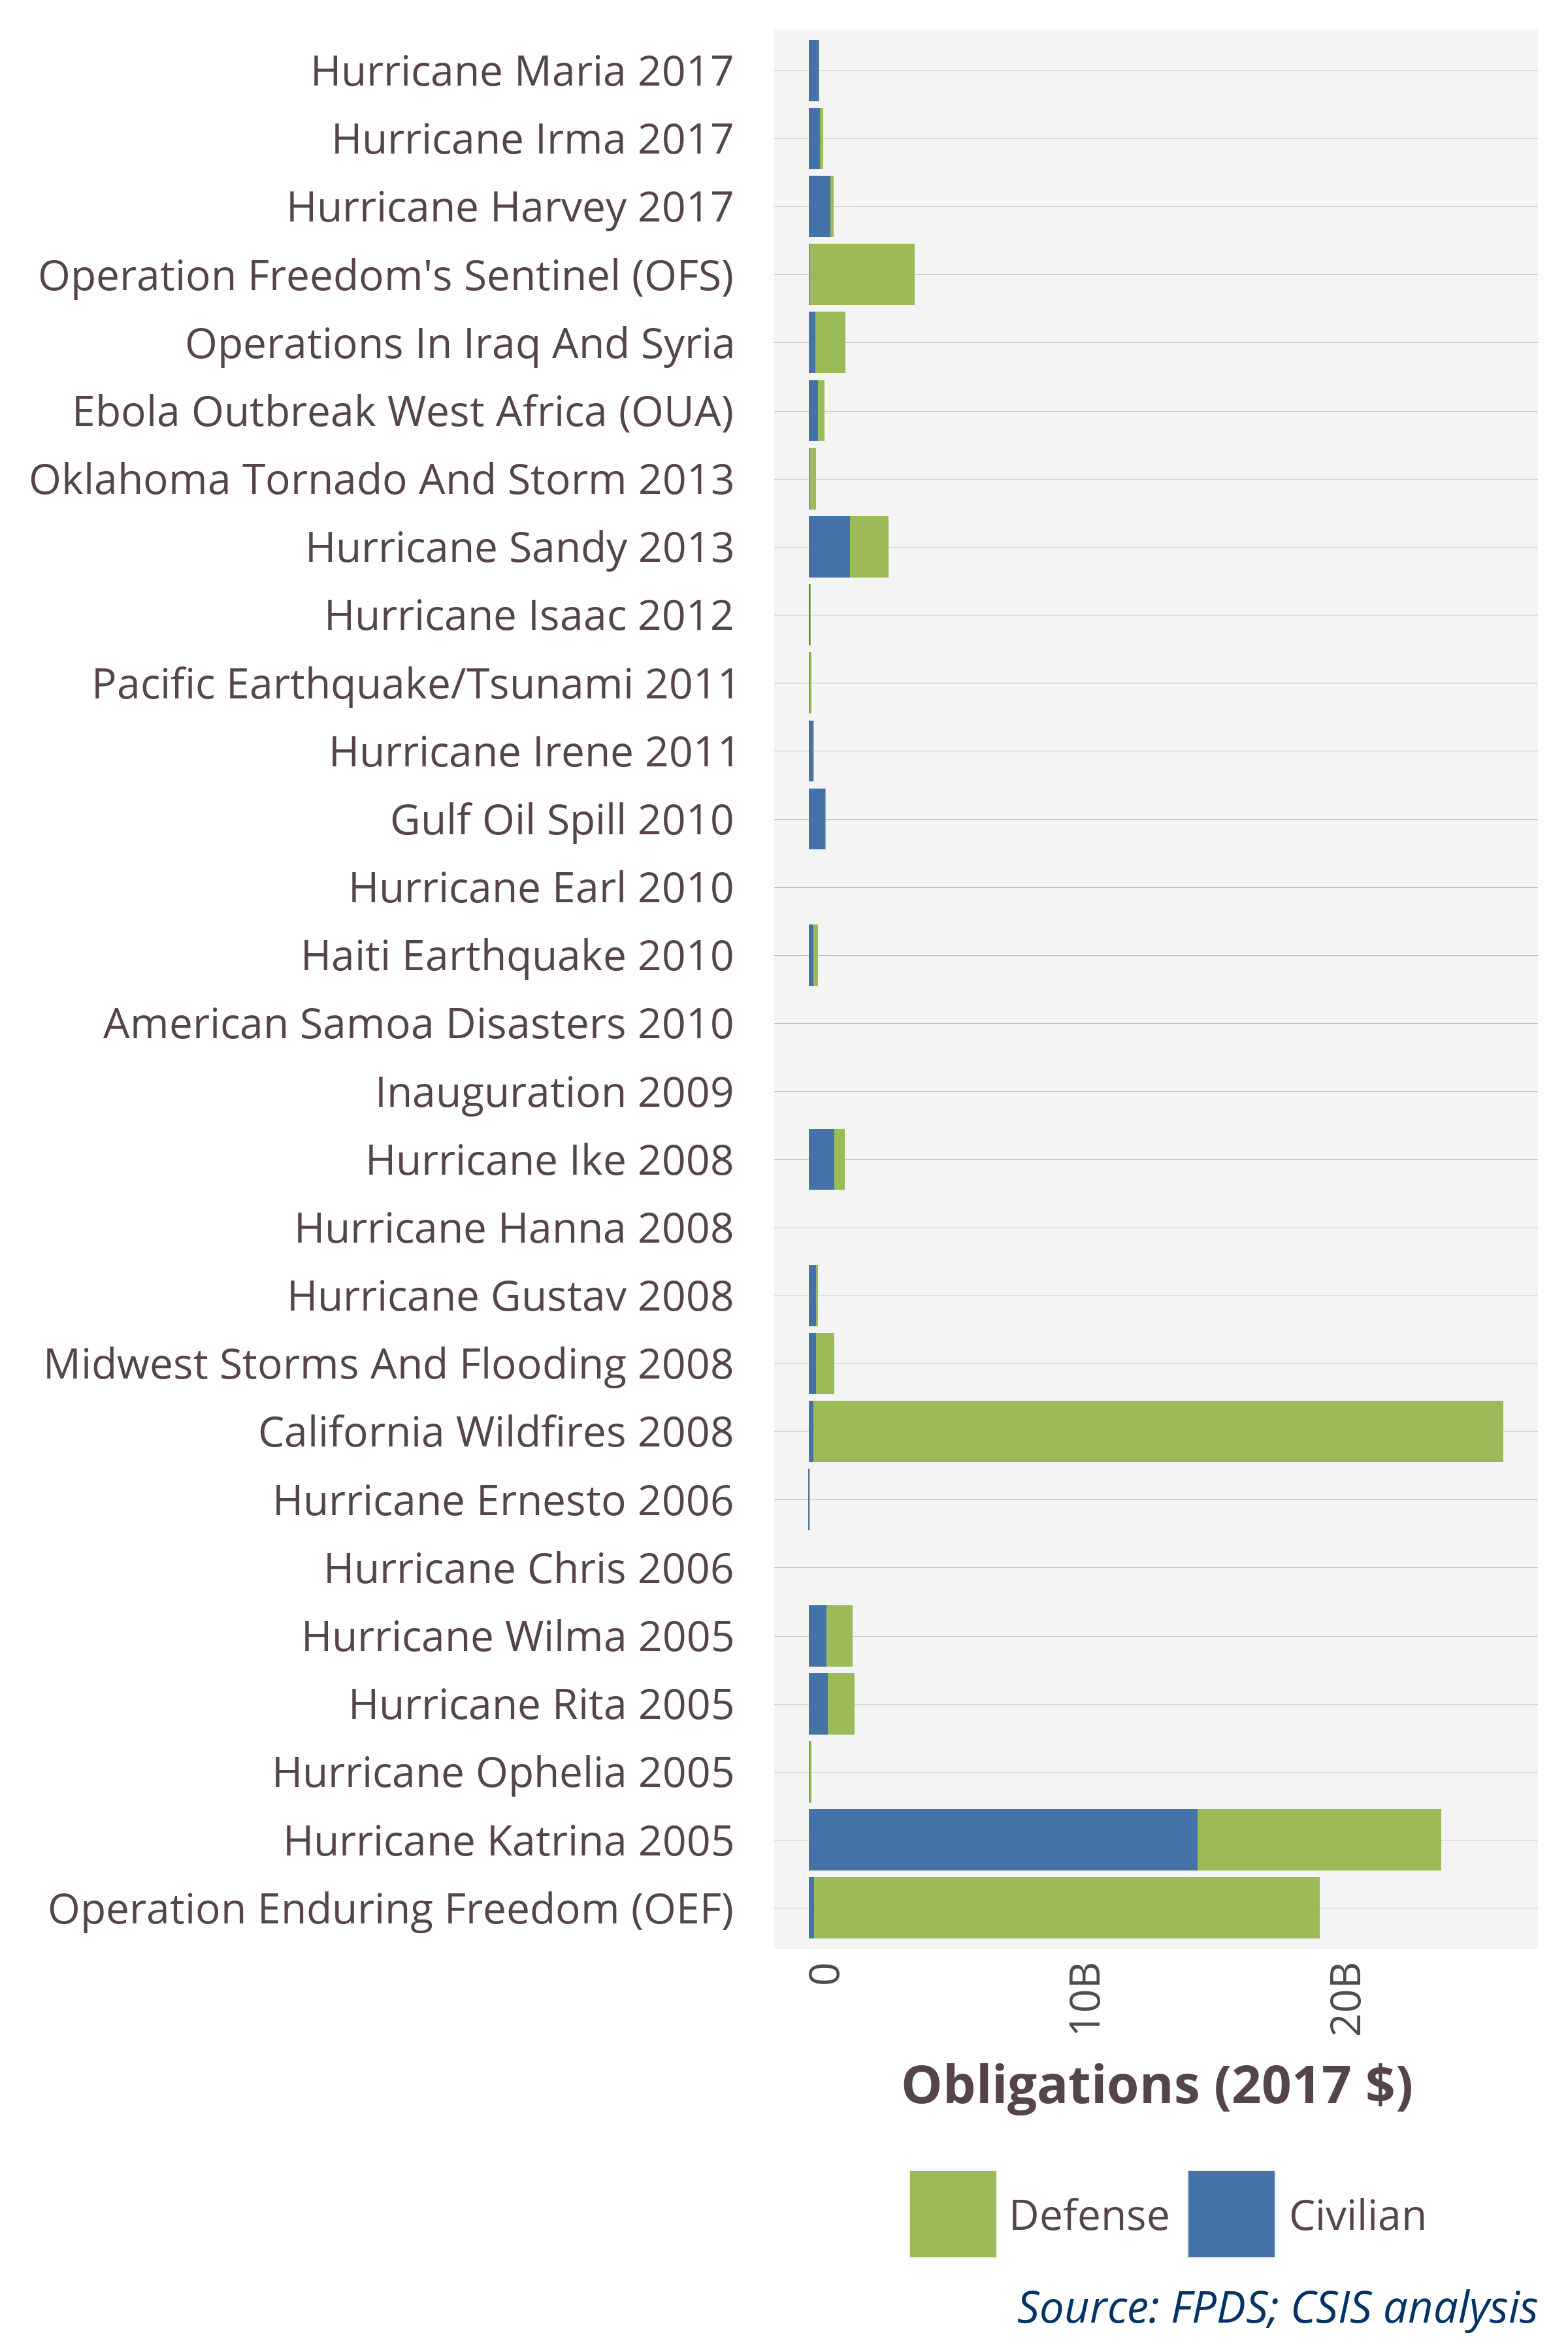 Hurricane Maria 2017
Hurricane Irma 2017
Hurricane Harvey 2017
Operation Freedom's Sentinel (OFS)
Operations In Iraq And Syria
Ebola Outbreak West Africa (OUA)
Oklahoma Tornado And Storm 2013
Hurricane Sandy 2013
Hurricane Isaac 2012
Pacific Earthquake/Tsunami 2011
Hurricane Irene 2011
Gulf Oil Spill 2010
Hurricane Earl 2010
Haiti Earthquake 2010
American Samoa Disasters 2010
Inauguration 2009
Hurricane Ike 2008
Hurricane Hanna 2008
Hurricane Gustav 2008
Midwest Storms And Flooding 2008
California Wildfires 2008
Hurricane Ernesto 2006
Hurricane Chris 2006
Hurricane Wilma 2005
Hurricane Rita 2005
Hurricane Ophelia 2005
Hurricane Katrina 2005
Operation Enduring Freedom (OEF)
0 10B 20B
Obligations (2017 $)
Defense Civilian
Source: FPDS; CSIS analysis